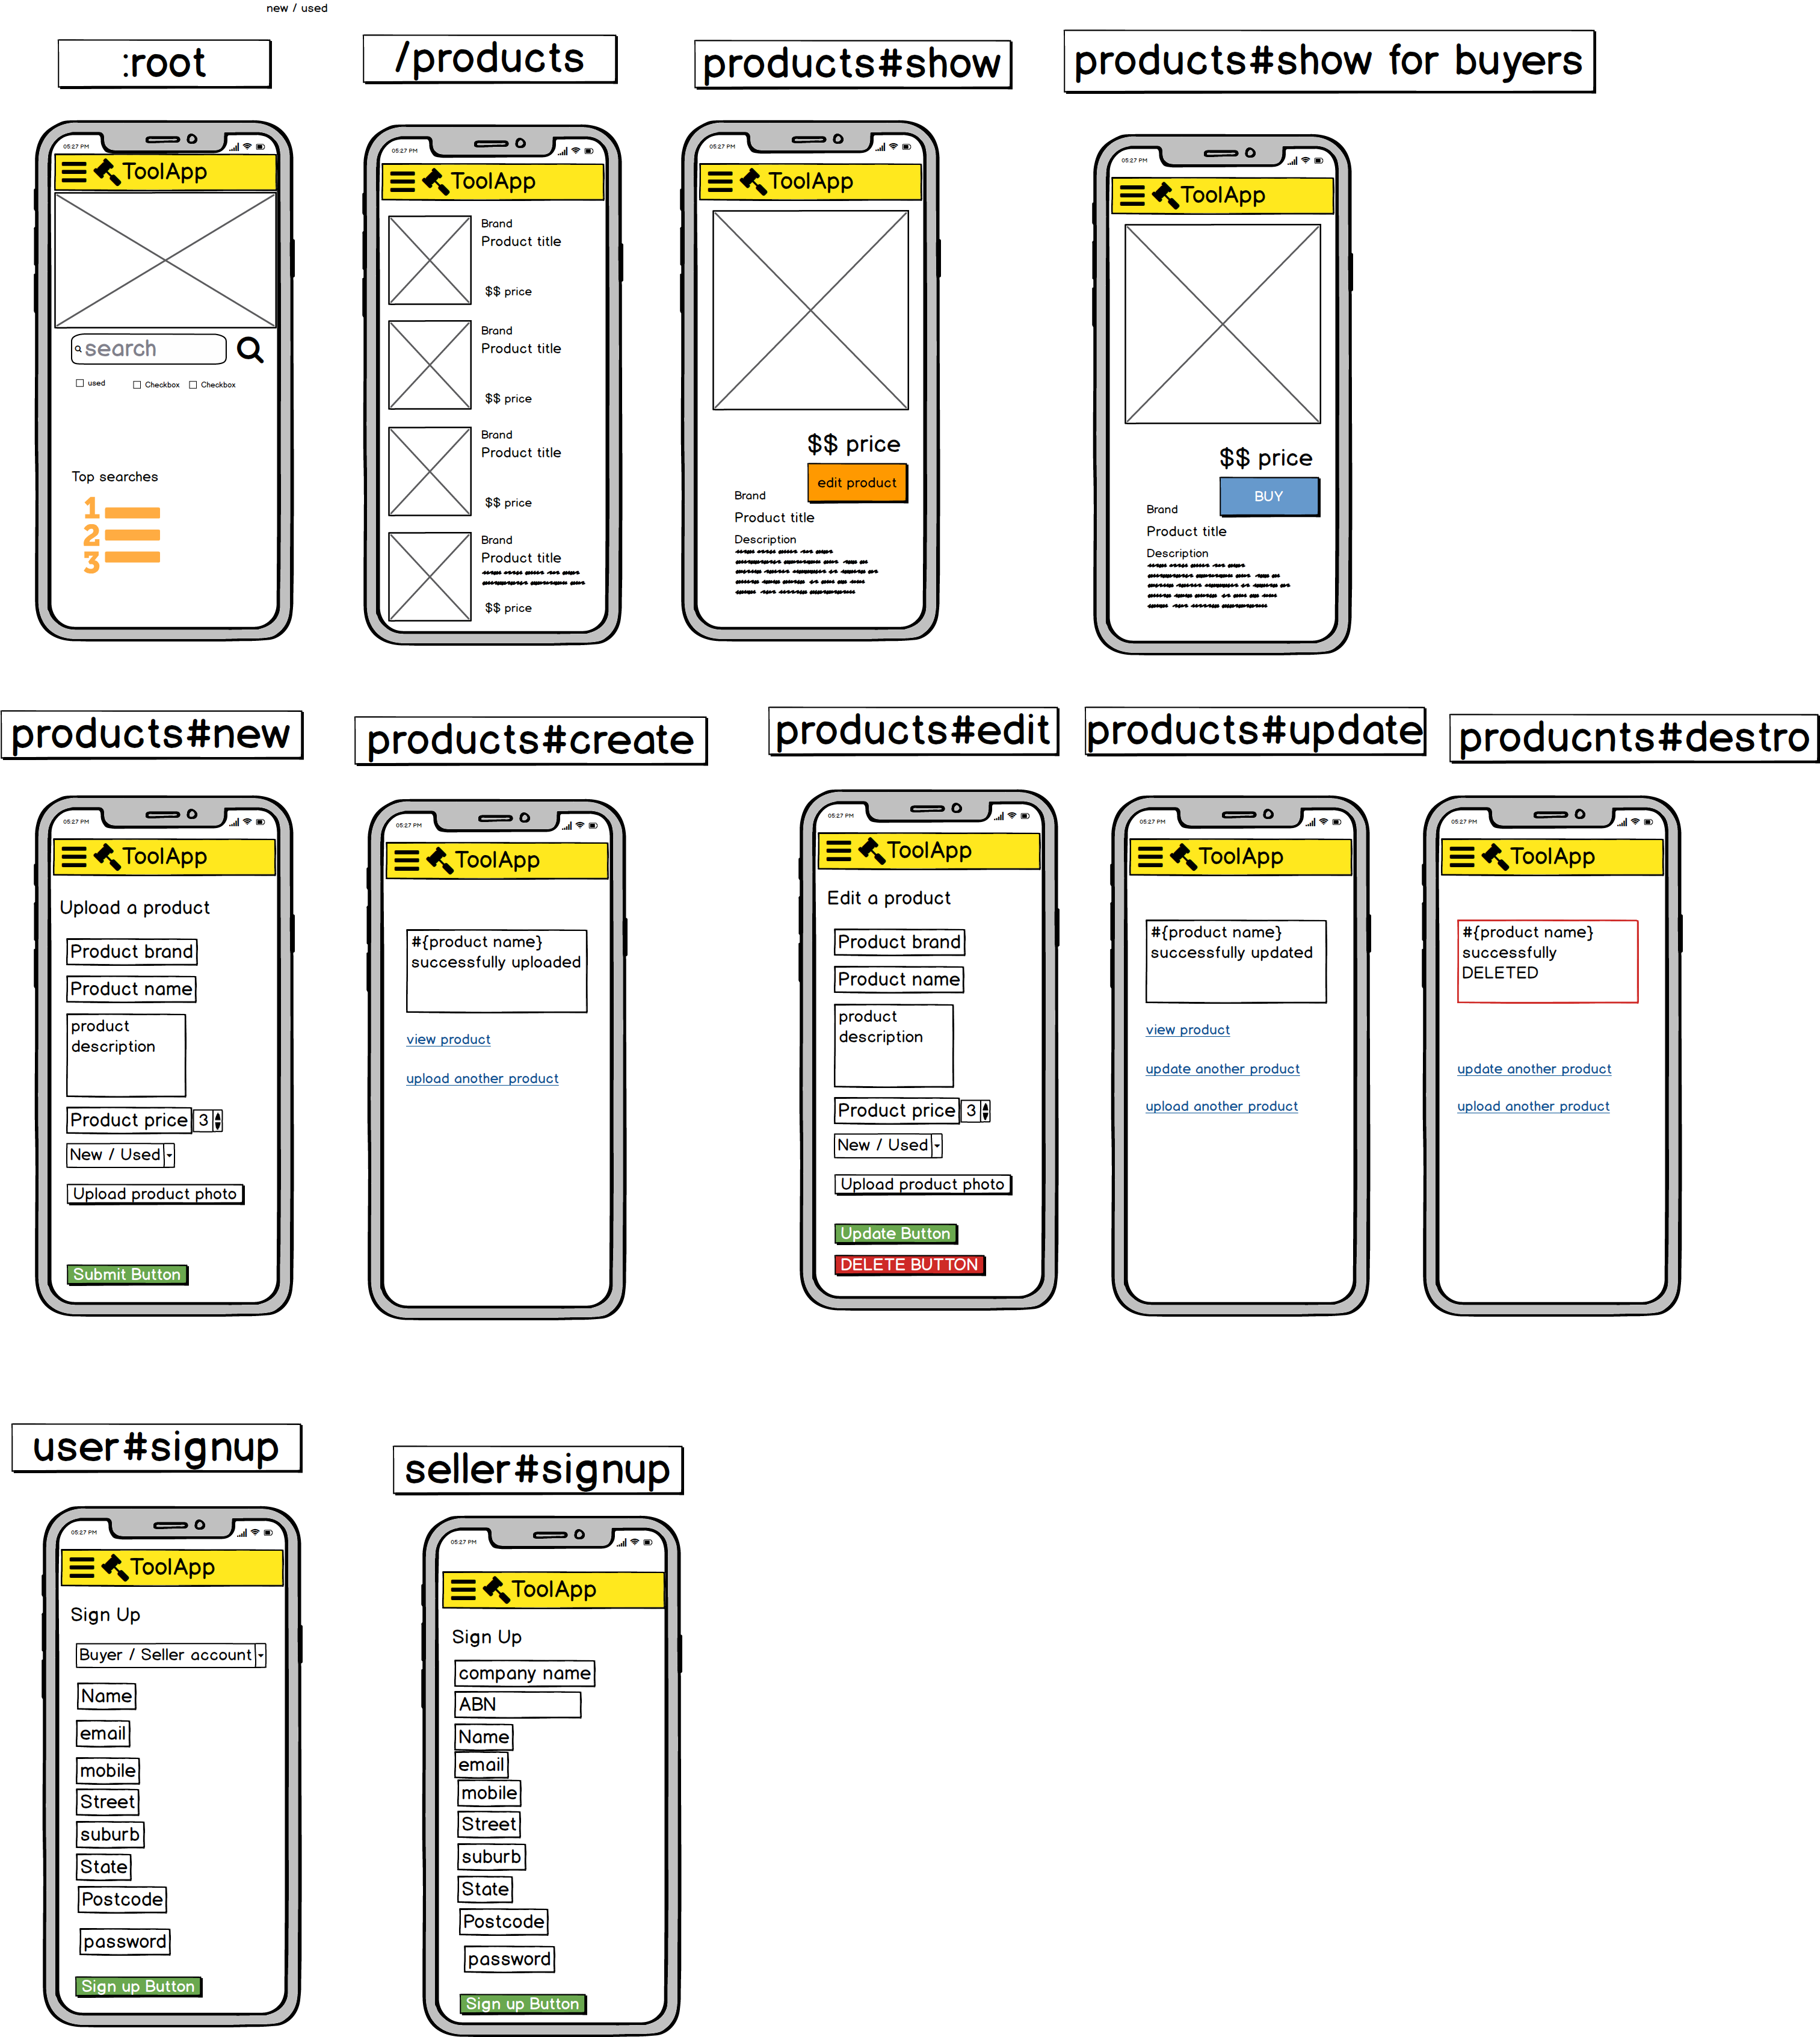 new / used
:root
05:27 PM
ToolApp
search
used
Checkbox
Checkbox
Top searches
1
2
3
/products
05:27 PM
ToolApp
Brand
Product title
$$ price
Brand
Product title
$$ price
Brand
Product title
$$ price
Brand
Product title
$$ price
products#show
05:27 PM
ToolApp
$$ price
edit product
Brand
Product title
Description
products#show for buyers
05:27 PM
ToolApp
$$ price
BUY
Brand
Product title
Description
products#new
05:27 PM
ToolApp
Upload a product
Product brand
Product name
product
description
Product price 3
New / Used
Upload product photo
Submit Button
products#create
05:27 PM
ToolApp
#{product name}
successfully uploaded
view product
upload another product
products#edit
05:27 PM
ToolApp
Edit a product
Product brand
Product name
product
description
Product price 3
New / Used
Upload product photo
Update Button
DELETE BUTTON
products#update
05:27 PM
ToolApp
#{product name}
successfully updated
view product
update another product
upload another product
producnts#destro
05:27 PM
ToolApp
#{product name}
successfully
DELETED
update another product
upload another product
user#signup
05:27 PM
ToolApp
Sign Up
Buyer / Seller account
Name
email
mobile
Street
suburb
State
Postcode
password
Sign up Button
seller#signup
05:27 PM
ToolApp
Sign Up
company name
ABN
Name
email
mobile
Street
suburb
State
Postcode
password
Sign up Button